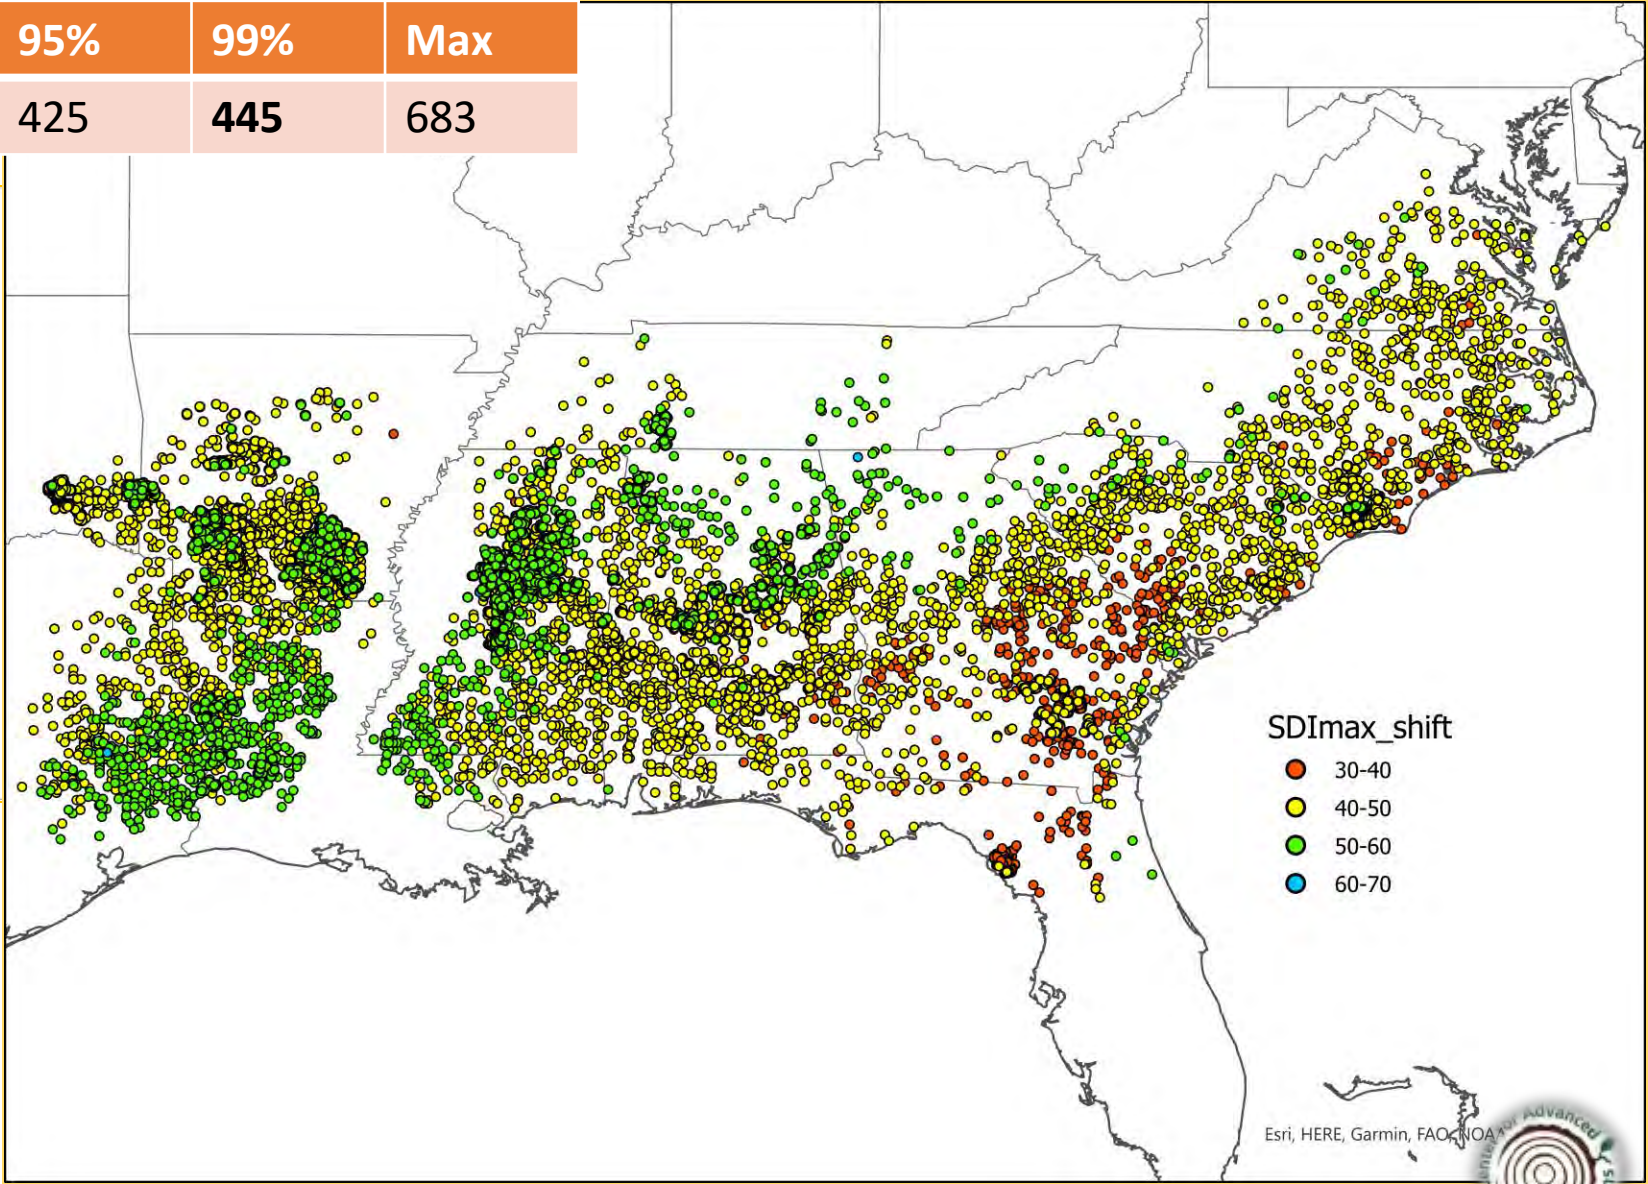 95% 99% Max
425 445 683
SDImax_shift
30-40
40-50
50-60
60-70
Esri, HERE, Garmin, FAO, NOAA
Advanced